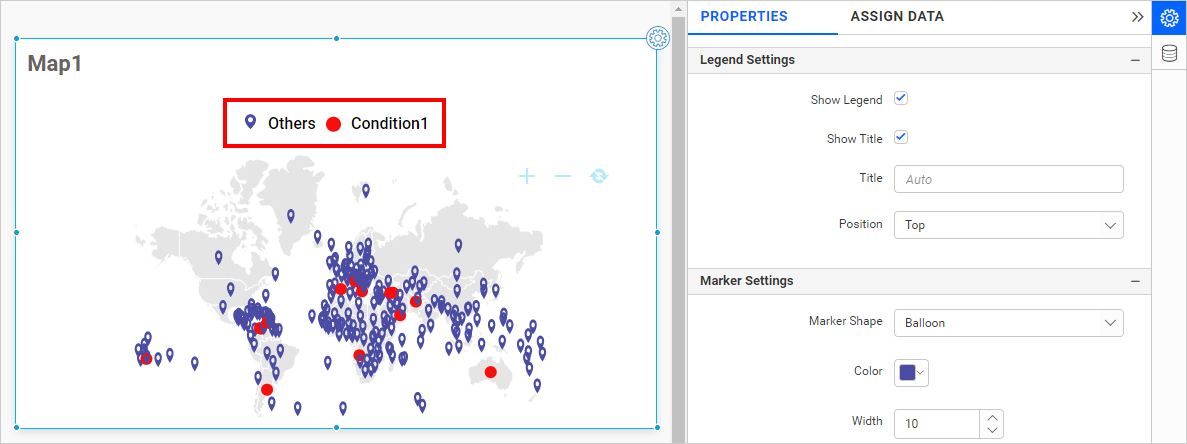 Map1
Others Condition1
PROPERTIES ASSIGN DATA
Legend Settings
Show Legend
Show Title
Title Auto
Position Top
Marker Settings
Marker Shape Balloon
Color
Width 10